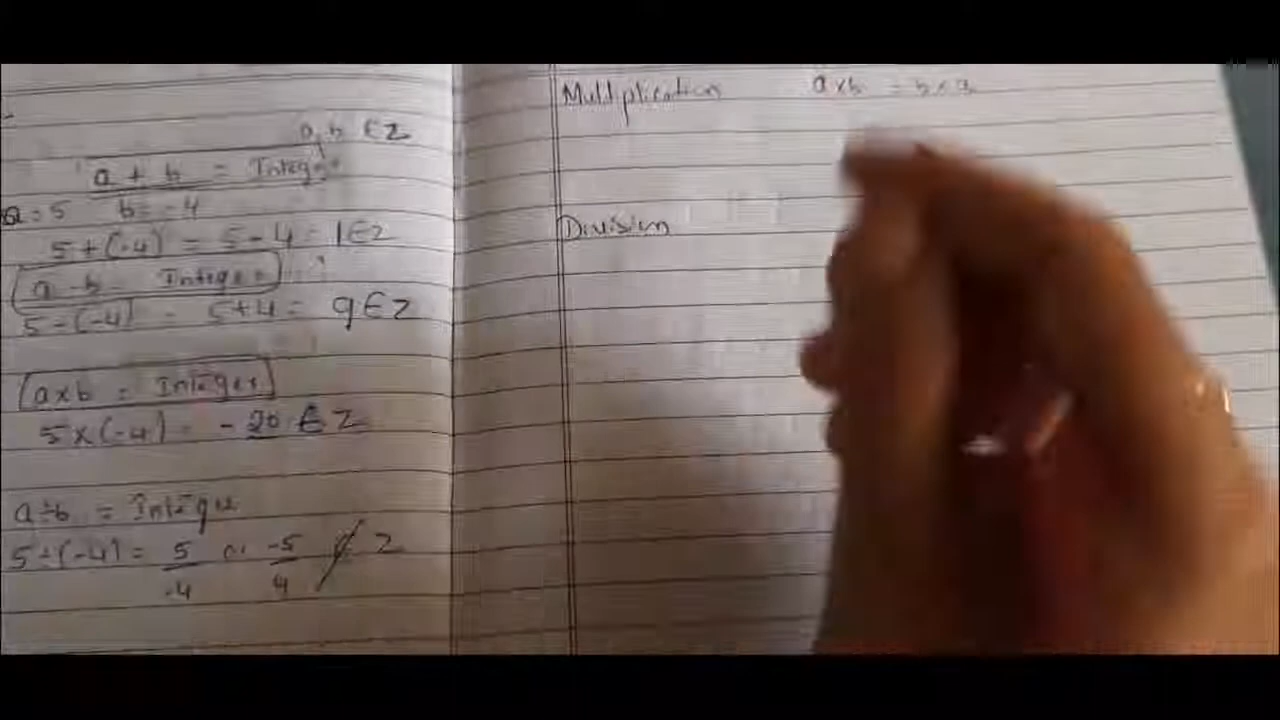 a, b ∈ Z
a + b = Integer
a = 5 b = -4
5 + (-4) = 5 - 4 = 1 ∈ Z
a - b = Integer
5 - (-4) = 5 + 4 = 9 ∈ Z
a × b = Integer
5 × (-4) = - 20 ∈ Z
a ÷ b = Integer
5 ÷ (-4) = 5/-4 or -5/4 ∉ Z
Multiplication a × b = b × a
Division